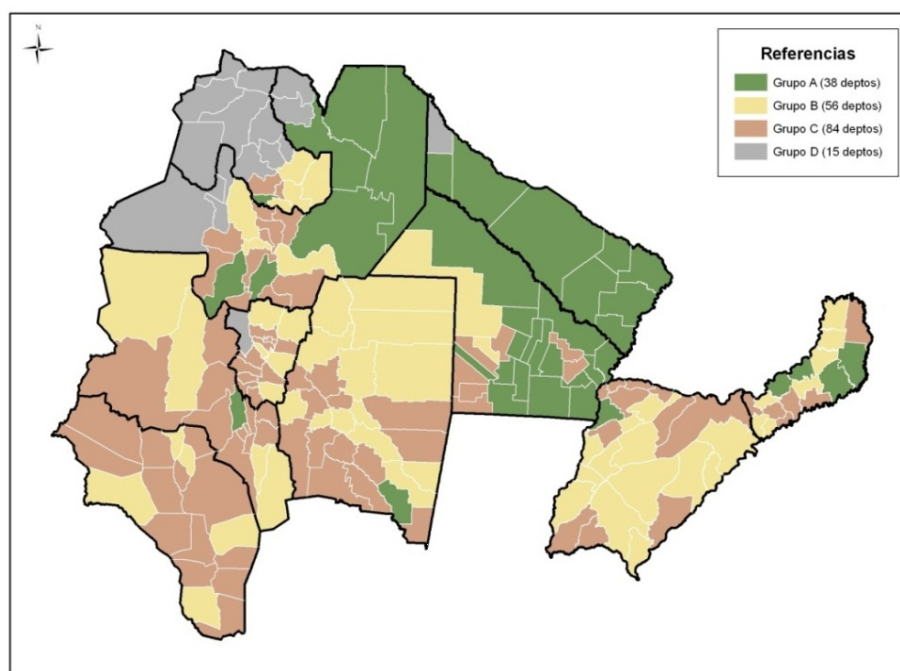 N
Referencias
Grupo A (38 deptos)
Grupo B (56 deptos)
Grupo C (84 deptos)
Grupo D (15 deptos)